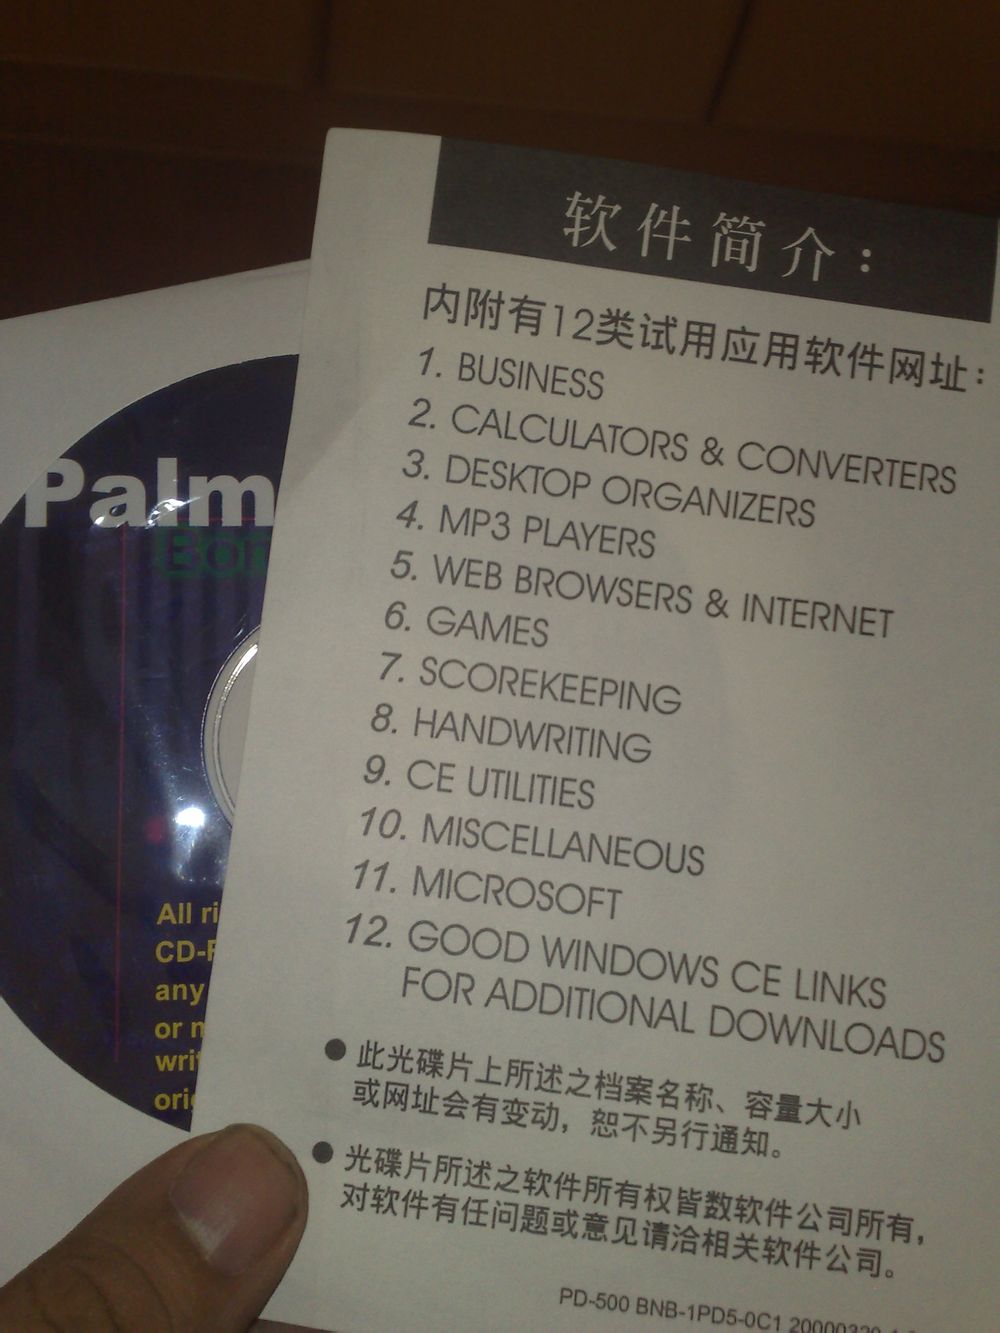 软件简介：
内附有12类试用应用软件网址：
1. BUSINESS
2. CALCULATORS & CONVERTERS
3. DESKTOP ORGANIZERS
4. MP3 PLAYERS
5. WEB BROWSERS & INTERNET
6. GAMES
7. SCOREKEEPING
8. HANDWRITING
9. CE UTILITIES
10. MISCELLANEOUS
11. MICROSOFT
12. GOOD WINDOWS CE LINKS
FOR ADDITIONAL DOWNLOADS
● 此光碟片上所述之档案名称、容量大小
或网址会有变动，恕不另行通知。
● 光碟片所述之软件所有权皆数软件公司所有，
对软件有任问题或意见请洽相关软件公司。
PD-500 BNB-1PD5-0C1
Palm
All
any
or